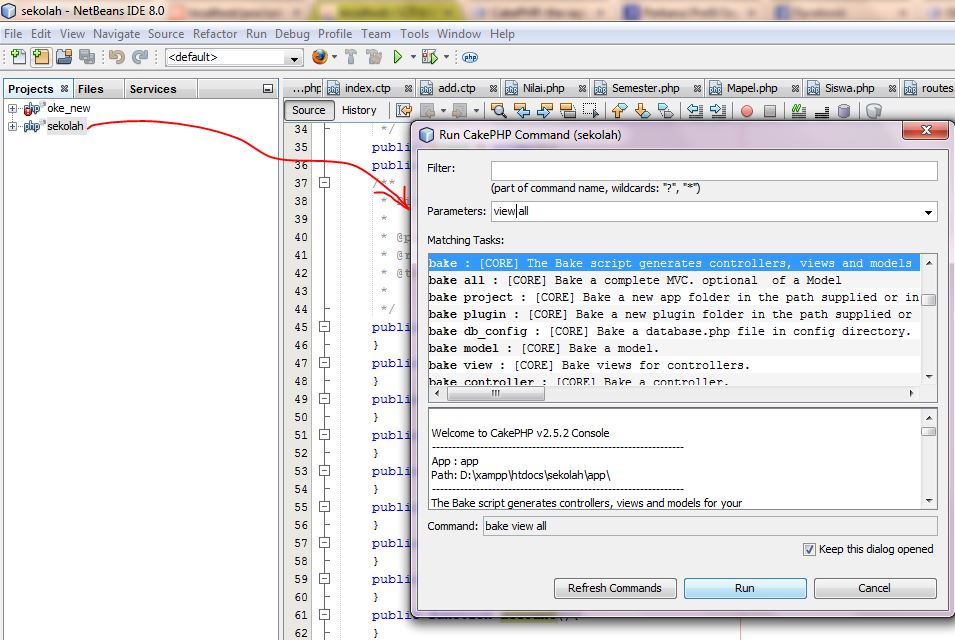 sekolah - NetBeans IDE 8.0
File Edit View Navigate Source Refactor Run Debug Profile Team Tools Window Help
<default>
php
Projects Files Services
...php index.ctp add.ctp Nilai.php Semester.php Mapel.php Siswa.php routes
oke_new
sekolah
Source History
34 */
35 publi
36 publi
37 /**
38 *
39 *
40 * @p
41 * @r
42 * @t
43 *
44 */
45 publi
46 }
47 publi
48 }
49 publi
50 }
51 publi
52 }
53 publi
54 }
55 publi
56 }
57 publi
58 }
59 publi
60 }
61
62 }
Run CakePHP Command (sekolah)
Filter:
(part of command name, wildcards: "?", "*")
Parameters: view all
Matching Tasks:
bake : [CORE] The Bake script generates controllers, views and models
bake all : [CORE] Bake a complete MVC. optional of a Model
bake project : [CORE] Bake a new app folder in the path supplied or in
bake plugin : [CORE] Bake a new plugin folder in the path supplied or
bake db_config : [CORE] Bake a database.php file in config directory.
bake model : [CORE] Bake a model.
bake view : [CORE] Bake views for controllers.
bake controller : [CORE] Bake a controller.
Welcome to CakePHP v2.5.2 Console
---------------------------------------------------------------
App : app
Path: D:\xampp\htdocs\sekolah\app\
---------------------------------------------------------------
The Bake script generates controllers, views and models for your
Command: bake view all
Keep this dialog opened
Refresh Commands Run Cancel